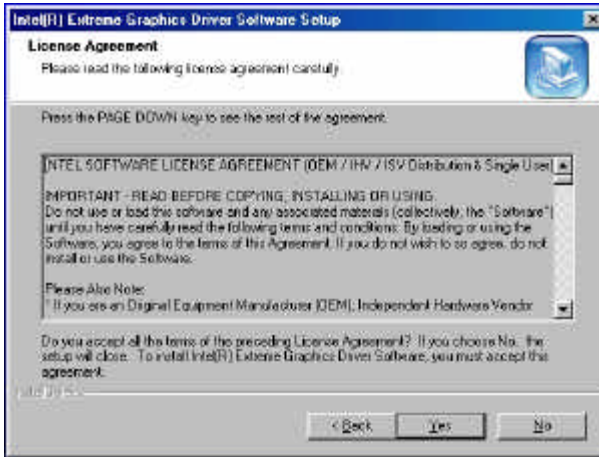 Intel(R) Extreme Graphics Driver Software Setup
License Agreement
Please read the following license agreement carefully.
Press the PAGE DOWN key to see the rest of the agreement.
INTEL SOFTWARE LICENSE AGREEMENT (OEM / IHV / ISV Distribution & Single User)
IMPORTANT - READ BEFORE COPYING, INSTALLING OR USING.
Do not use or load this software and any associated materials (collectively, the "Software")
until you have carefully read the following terms and conditions. By loading or using the
Software, you agree to the terms of this Agreement. If you do not wish to so agree, do not
install or use the Software.
Please Also Note:
* If you are an Original Equipment Manufacturer (OEM), Independent Hardware Vendor
Do you accept all the terms of the preceding License Agreement? If you choose No, the
setup will close. To install Intel(R) Extreme Graphics Driver Software, you must accept this
agreement.
< Back
Yes
No